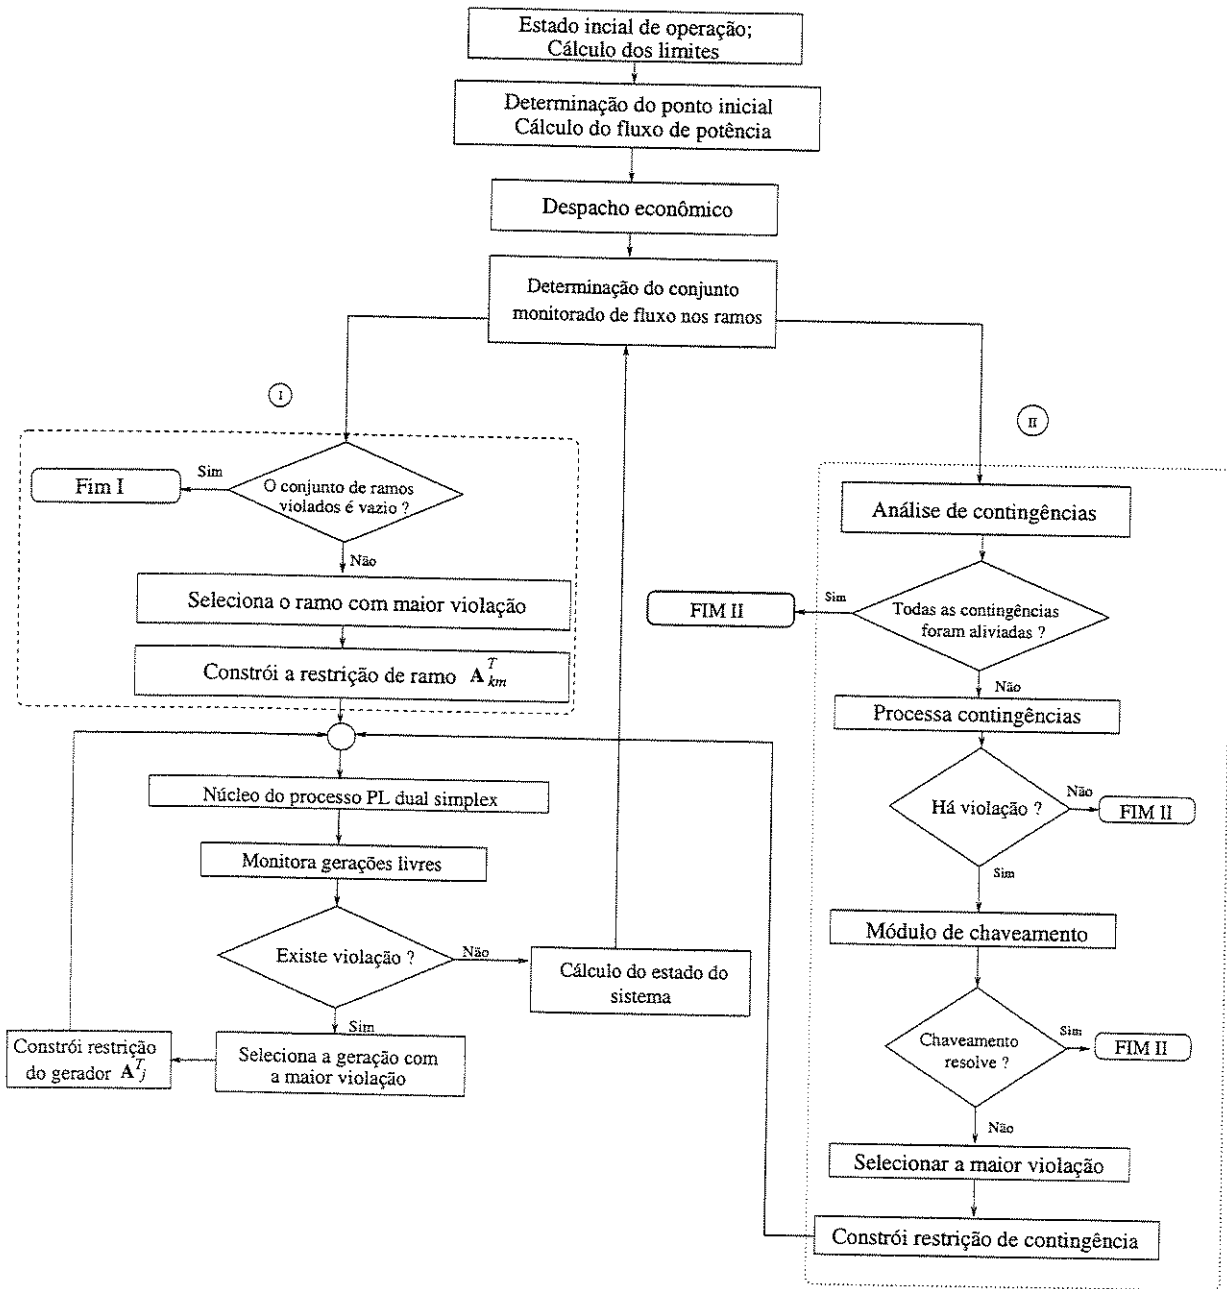 Estado incial de operação;
Cálculo dos limites
Determinação do ponto inicial
Cálculo do fluxo de potência
Despacho econômico
Determinação do conjunto
monitorado de fluxo nos ramos
I
Fim I
Sim
O conjunto de ramos
violados é vazio ?
Não
Seleciona o ramo com maior violação
Constrói a restrição de ramo A_{km}^T
Núcleo do processo PL dual simplex
Monitora gerações livres
Existe violação ?
Não
Cálculo do estado do
sistema
Sim
Seleciona a geração com
a maior violação
Constrói restrição
do gerador A_j^T
II
Análise de contingências
Todas as contingências
foram aliviadas ?
Sim
FIM II
Não
Processa contingências
Há violação ?
Não
FIM II
Sim
Módulo de chaveamento
Chaveamento
resolve ?
Sim
FIM II
Não
Selecionar a maior violação
Constrói restrição de contingência